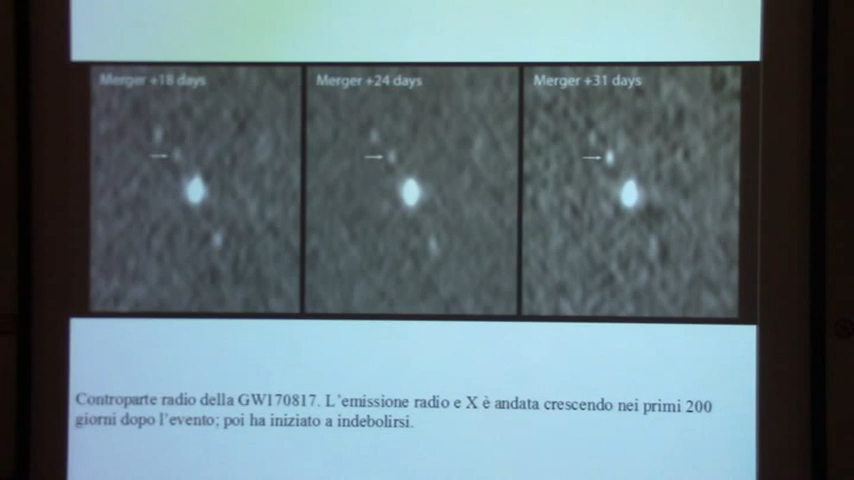 Merger +18 days
Merger +24 days
Merger +31 days
Controparte radio della GW170817. L'emissione radio e X è andata crescendo nei primi 200
giorni dopo l'evento; poi ha iniziato a indebolirsi.